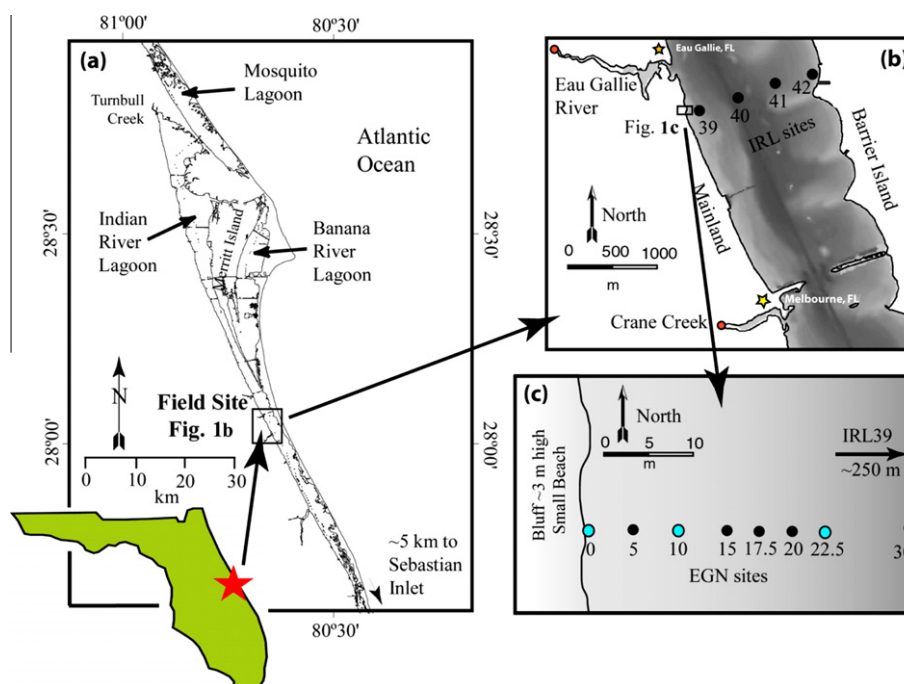 81º00'
80º30'
(a)
Mosquito
Lagoon
Turnbull
Creek
Atlantic
Ocean
28º30'
28º30'
Indian
River
Lagoon
Merritt Island
Banana
River
Lagoon
N
Field Site
Fig. 1b
28º00'
28º00'
0 10 20 30
km
~5 km to
Sebastian
Inlet
80º30'
Eau Gallie, FL
(b)
Eau Gallie
River
42
41
40
39
Fig. 1c
IRL sites
Barrier Island
Mainland
North
0 500 1000
m
Melbourne, FL
Crane Creek
(c)
Bluff ~3 m high
Small Beach
North
0 5 10
m
IRL39
~250 m
0 5 10 15 17.5 20 22.5
EGN sites